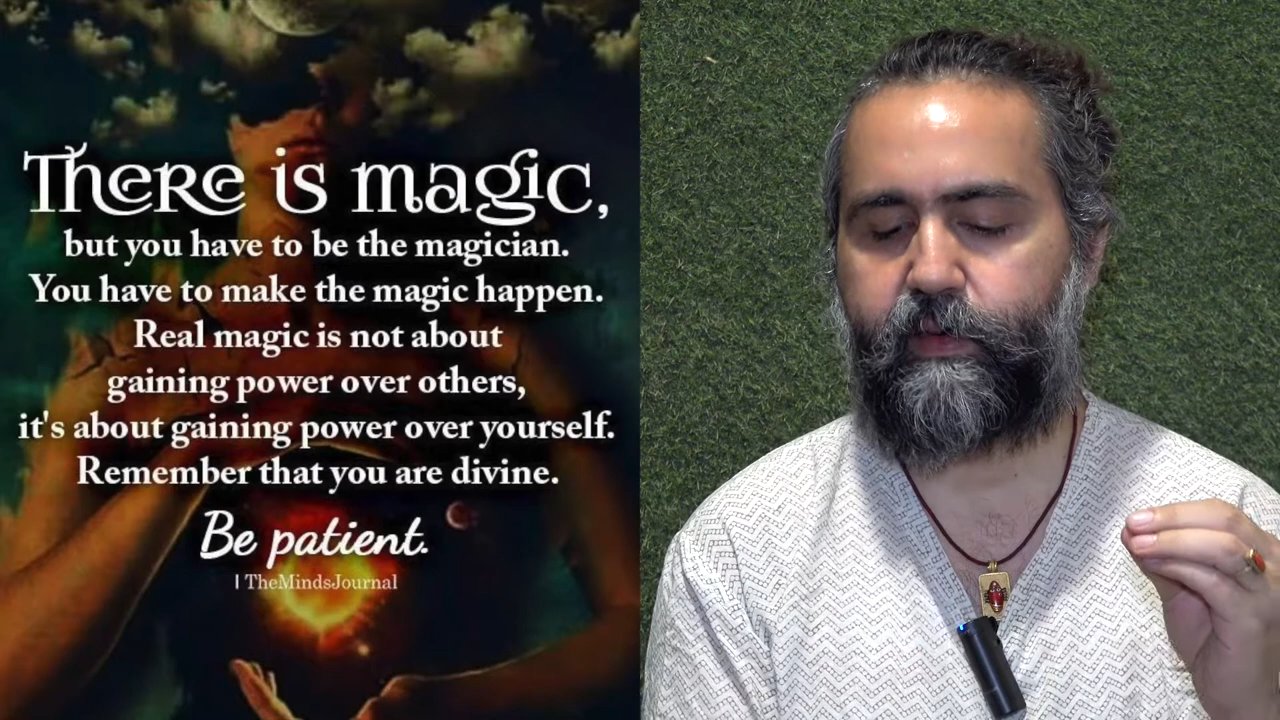 There is magic,
but you have to be the magician.
You have to make the magic happen.
Real magic is not about
gaining power over others,
it's about gaining power over yourself.
Remember that you are divine.
Be patient.
| TheMindsJournal